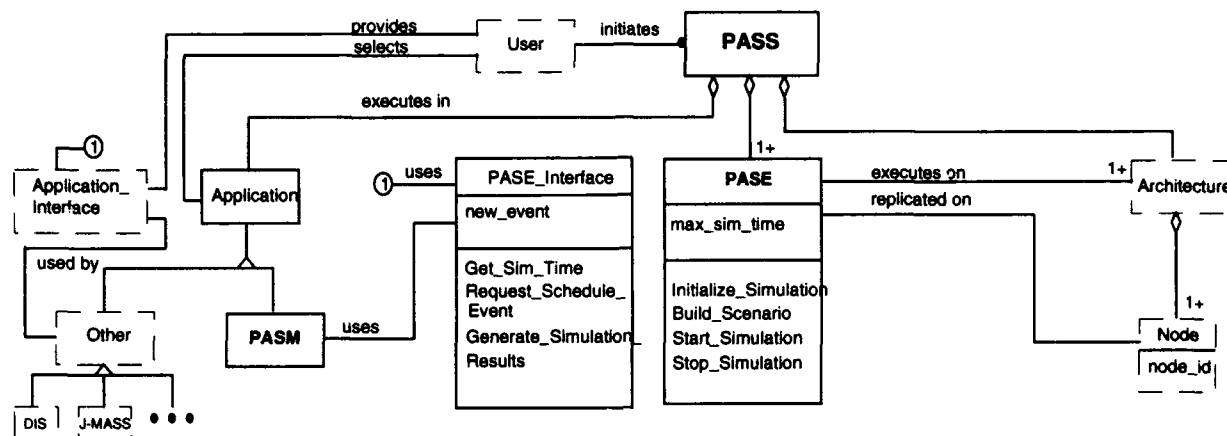 provides
selects
User
initiates
PASS
executes in
1
Application_
Interface
Application
1
uses
PASE_Interface
new_event
Get_Sim_Time
Request_Schedule_
Event
Generate_Simulation_
Results
1+
PASE
max_sim_time
Initialize_Simulation
Build_Scenario
Start_Simulation
Stop_Simulation
executes on
replicated on
1+
Architecture
1+
Node
node_id
used by
Other
PASM
uses
DIS
J-MASS